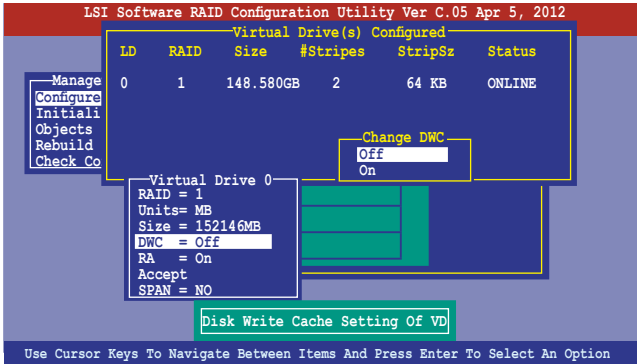 LSI Software RAID Configuration Utility Ver C.05 Apr 5, 2012
Virtual Drive(s) Configured
LD RAID Size #Stripes StripSz Status
0 1 148.580GB 2 64 KB ONLINE
Manage
Configure
Initiali
Objects
Rebuild
Check Co
Change DWC
Off
On
Virtual Drive 0
RAID = 1
Units= MB
Size = 152146MB
DWC = Off
RA = On
Accept
SPAN = NO
Disk Write Cache Setting Of VD
Use Cursor Keys To Navigate Between Items And Press Enter To Select An Option